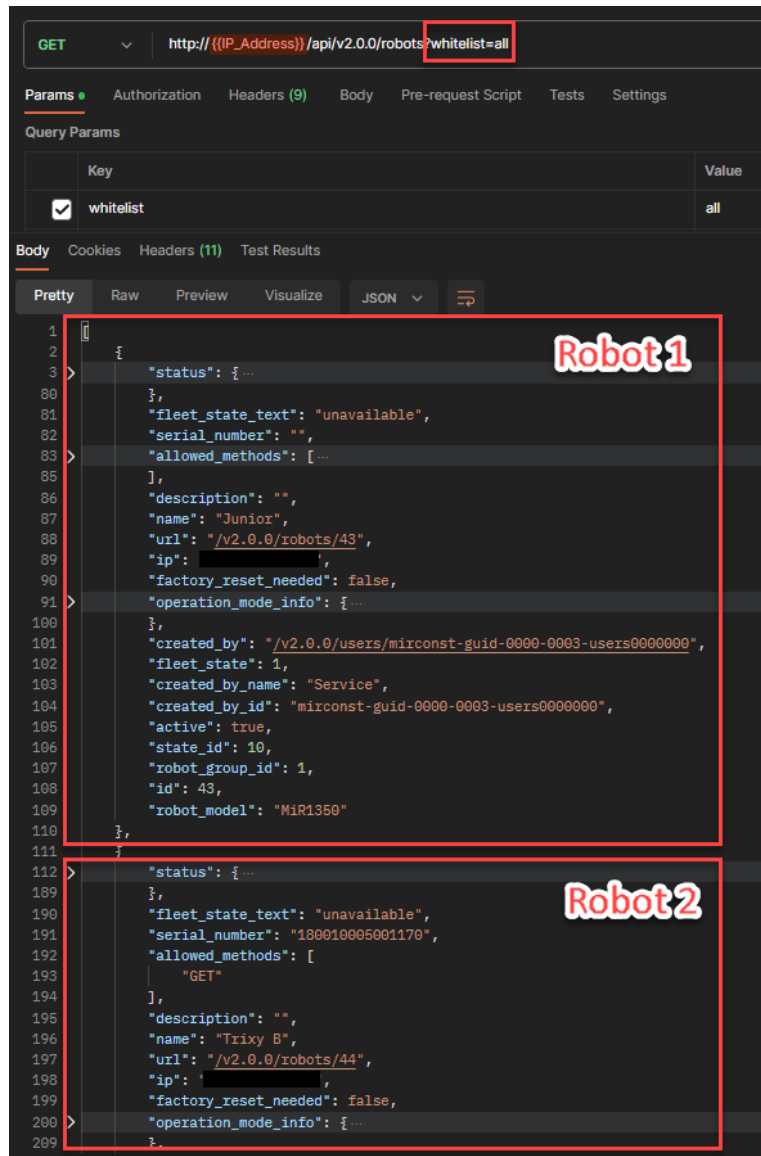 GET http://{{IP_Address}}/api/v2.0.0/robots?whitelist=all
Params Authorization Headers (9) Body Pre-request Script Tests Settings
Query Params
Key Value
whitelist all
Body Cookies Headers (11) Test Results
Pretty Raw Preview Visualize JSON
1 [
Robot 1
2 {
3 "status": { ...
80 },
81 "fleet_state_text": "unavailable",
82 "serial_number": "",
83 "allowed_methods": [ ...
85 ],
86 "description": "",
87 "name": "Junior",
88 "url": "/v2.0.0/robots/43",
89 "ip": ",
90 "factory_reset_needed": false,
91 "operation_mode_info": { ...
100 },
101 "created_by": "/v2.0.0/users/mirconst-guid-0000-0003-users0000000",
102 "fleet_state": 1,
103 "created_by_name": "Service",
104 "created_by_id": "mirconst-guid-0000-0003-users0000000",
105 "active": true,
106 "state_id": 10,
107 "robot_group_id": 1,
108 "id": 43,
109 "robot_model": "MiR1350"
110 },
111 {
112 "status": { ...
189 },
Robot 2
190 "fleet_state_text": "unavailable",
191 "serial_number": "180010005001170",
192 "allowed_methods": [
193 "GET"
194 ],
195 "description": "",
196 "name": "Trixy B",
197 "url": "/v2.0.0/robots/44",
198 "ip": " ",
199 "factory_reset_needed": false,
200 "operation_mode_info": { ...
209 },